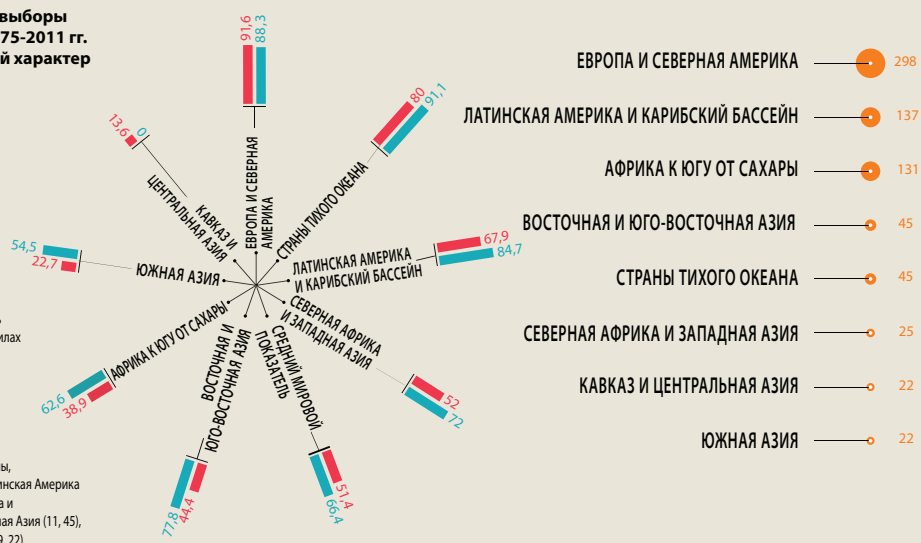 выборы
75-2011 гг.
й характер
91,6
88,3
ЕВРОПА И СЕВЕРНАЯ
АМЕРИКА
80
91,1
СТРАНЫ ТИХОГО ОКЕАНА
67,9
84,7
ЛАТИНСКАЯ АМЕРИКА
И КАРИБСКИЙ БАССЕЙН
52
72
СЕВЕРНАЯ АФРИКА
И ЗАПАДНАЯ АЗИЯ
51,4
66,4
СРЕДНИЙ МИРОВОЙ
ПОКАЗАТЕЛЬ
77,8
44,4
ВОСТОЧНАЯ И
ЮГО-ВОСТОЧНАЯ АЗИЯ
62,6
38,9
АФРИКА К ЮГУ ОТ САХАРЫ
54,5
22,7
ЮЖНАЯ АЗИЯ
13,6
0
КАВКАЗ И
ЦЕНТРАЛЬНАЯ АЗИЯ
илах
ны,
инская Америка
а и
ная Азия (11, 45),
9, 22)
ЕВРОПА И СЕВЕРНАЯ АМЕРИКА 298
ЛАТИНСКАЯ АМЕРИКА И КАРИБСКИЙ БАССЕЙН 137
АФРИКА К ЮГУ ОТ САХАРЫ 131
ВОСТОЧНАЯ И ЮГО-ВОСТОЧНАЯ АЗИЯ 45
СТРАНЫ ТИХОГО ОКЕАНА 45
СЕВЕРНАЯ АФРИКА И ЗАПАДНАЯ АЗИЯ 25
КАВКАЗ И ЦЕНТРАЛЬНАЯ АЗИЯ 22
ЮЖНАЯ АЗИЯ 22